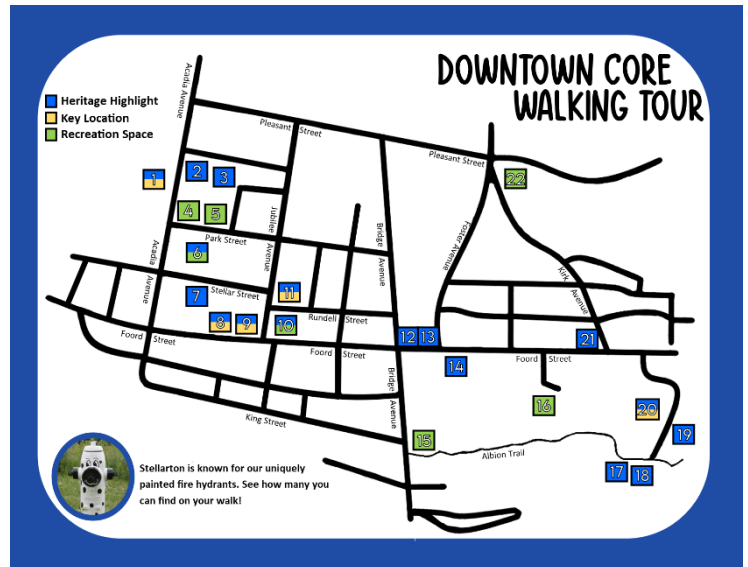 DOWNTOWN CORE
WALKING TOUR
Heritage Highlight
Key Location
Recreation Space
Acadia Avenue
Pleasant Street
Pleasant Street
1
2
3
22
4
5
Jubilee Avenue
Park Street
Bridge Avenue
Foster Avenue
6
Acadia Avenue
Kirk Avenue
7
Stellar Street
11
8
9
10
Rundell Street
12
13
21
Foord Street
Foord Street
Foord Street
14
Bridge Avenue
16
20
King Street
15
19
Albion Trail
17
18
Stellarton is known for our uniquely
painted fire hydrants. See how many you
can find on your walk!